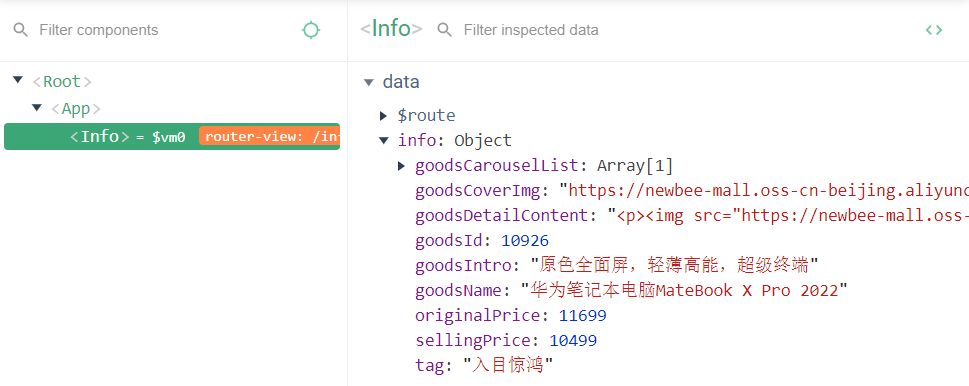 Filter components
<Root>
<App>
<Info> = $vm0 router-view: /in
<Info> Filter inspected data
data
$route
info: Object
goodsCarouselList: Array[1]
goodsCoverImg: "https://newbee-mall.oss-cn-beijing.aliyunc
goodsDetailContent: "<p><img src="https://newbee-mall.oss-
goodsId: 10926
goodsIntro: "原色全面屏，轻薄高能，超级终端"
goodsName: "华为笔记本电脑MateBook X Pro 2022"
originalPrice: 11699
sellingPrice: 10499
tag: "入目惊鸿"